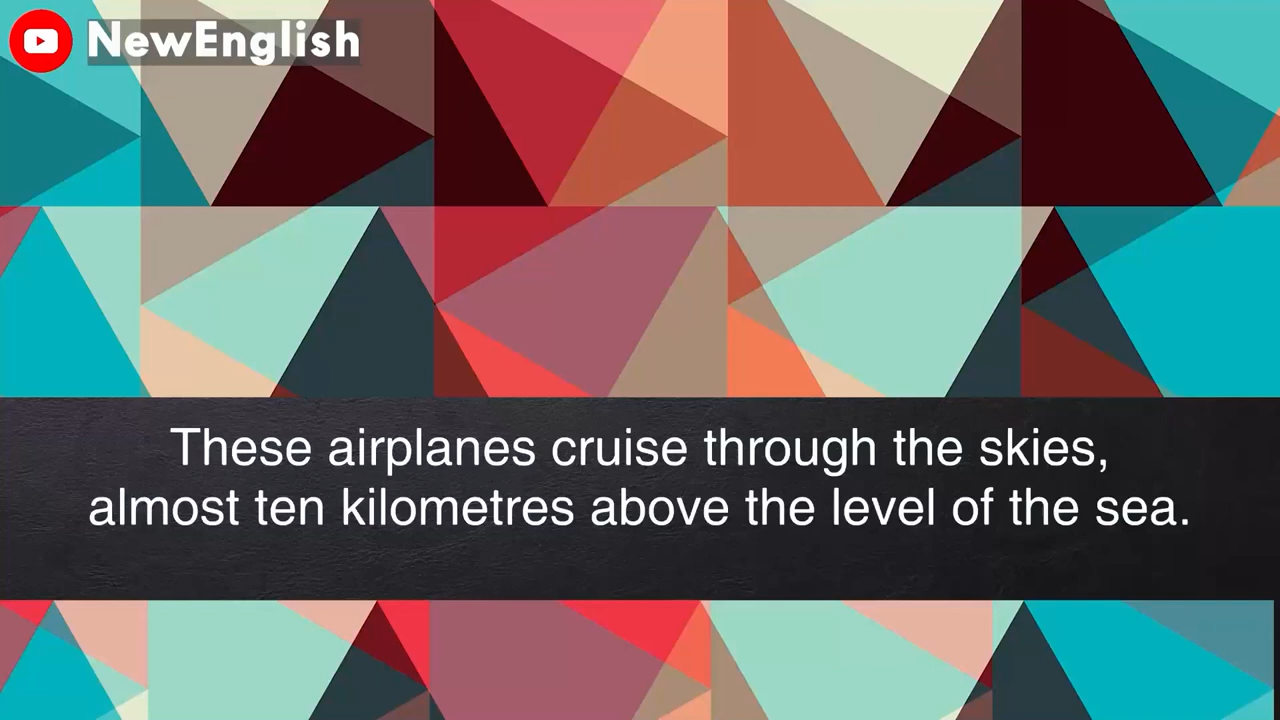 NewEnglish
These airplanes cruise through the skies,
almost ten kilometres above the level of the sea.